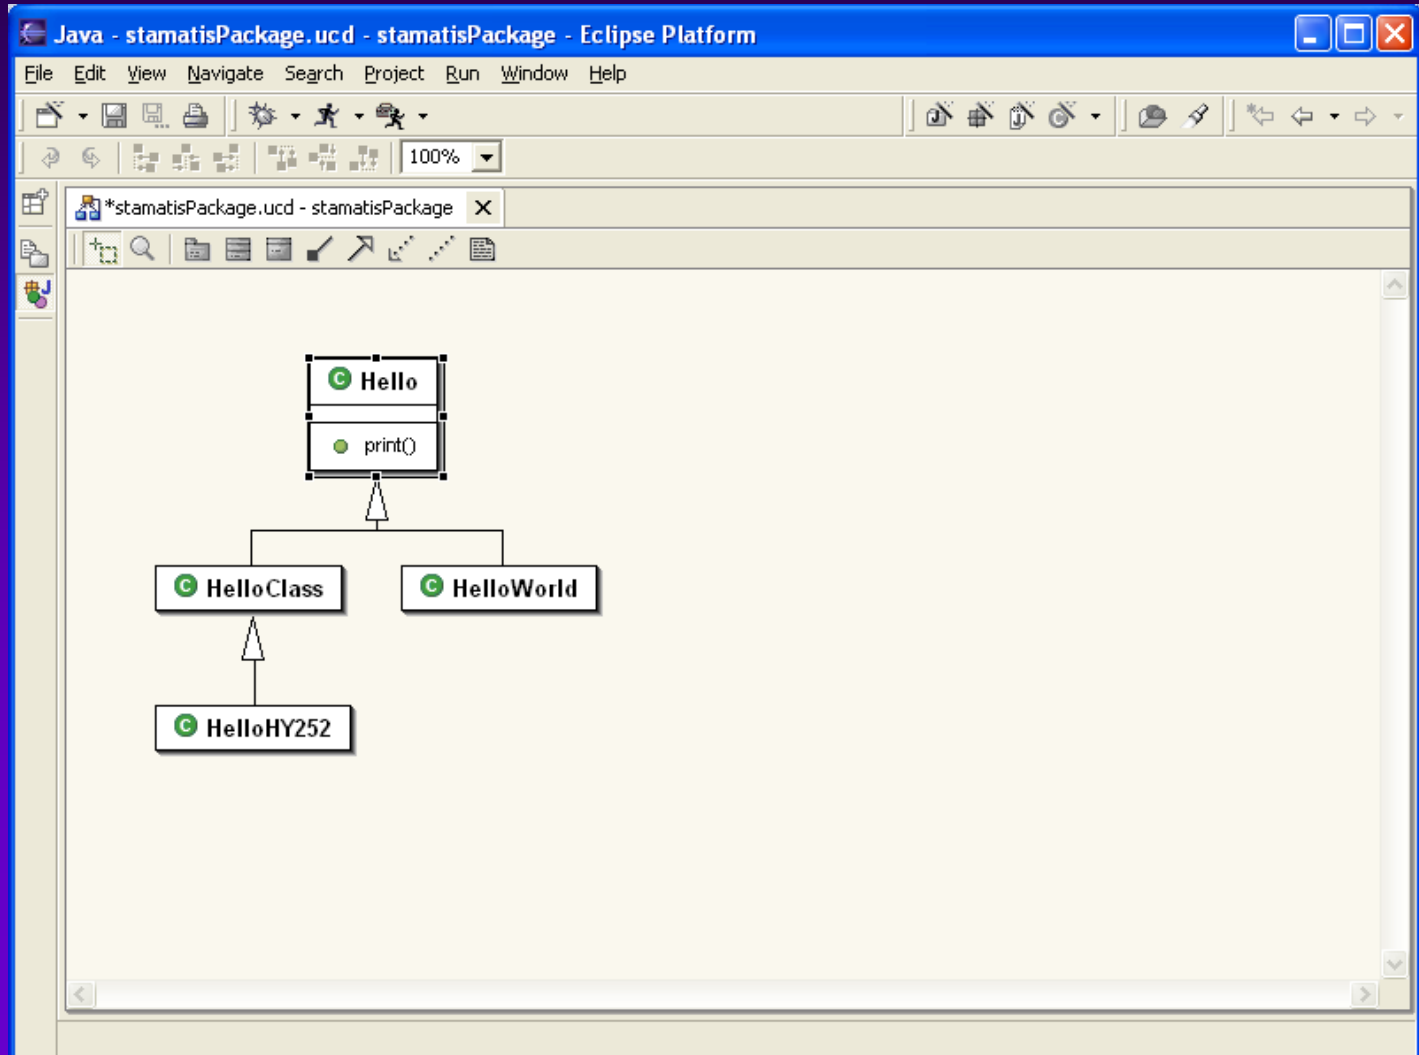 Java - stamatisPackage.ucd - stamatisPackage - Eclipse Platform
File Edit View Navigate Search Project Run Window Help
100%
*stamatisPackage.ucd - stamatisPackage
Hello
print()
HelloClass
HelloWorld
HelloHY252